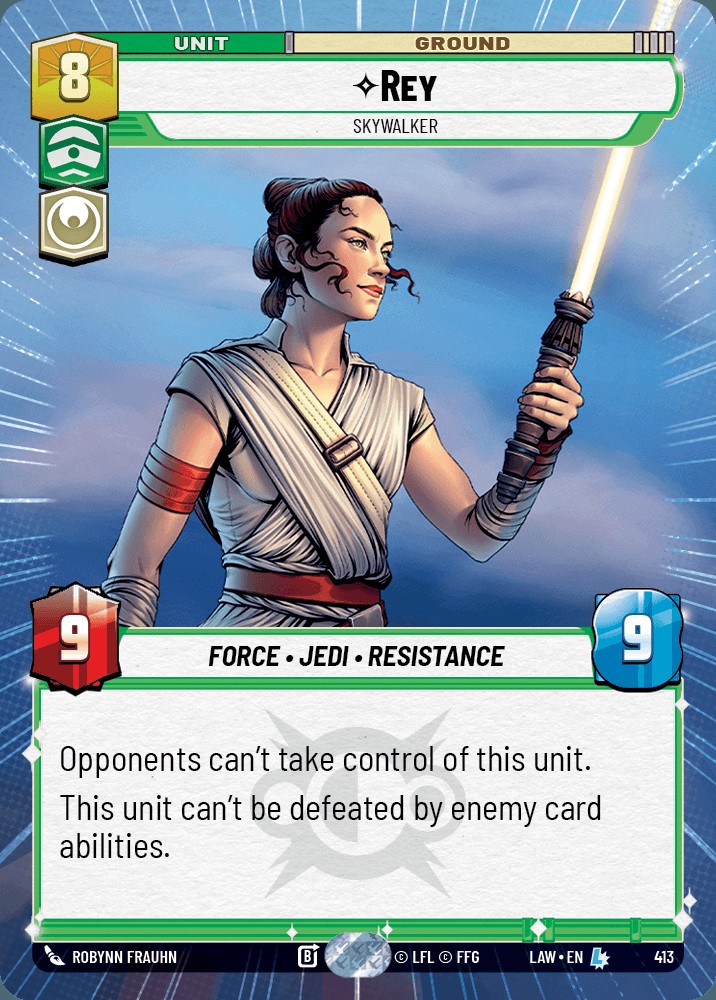 UNIT
GROUND
8
✧REY
SKYWALKER
9
FORCE • JEDI • RESISTANCE
9
Opponents can't take control of this unit.
This unit can't be defeated by enemy card
abilities.
ROBYNN FRAUHN
B
© LFL © FFG
LAW • EN
L
413